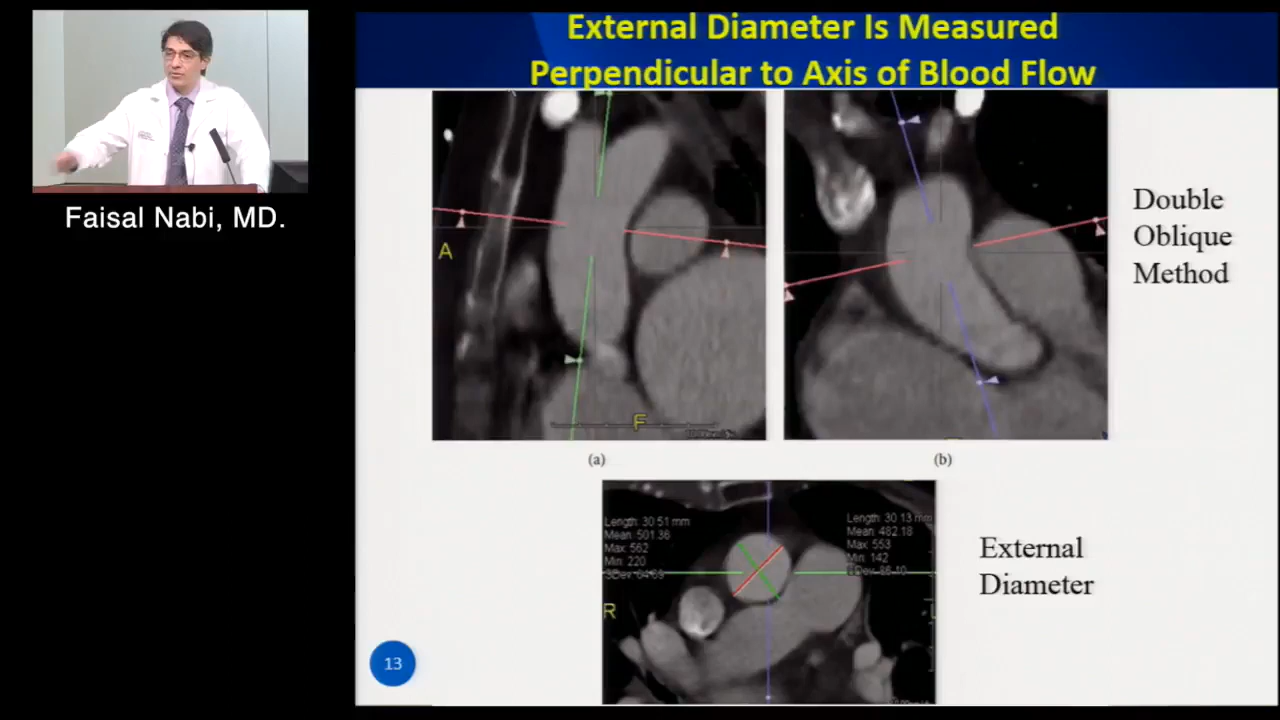 External Diameter Is Measured
Perpendicular to Axis of Blood Flow
Faisal Nabi, MD.
A
F
Double
Oblique
Method
(a)
(b)
Length: 30 51 mm
Mean: 501.36
Max: 562
Min: 220
Length: 30 13 mm
Mean: 482.18
Max: 553
Min: 142
R
External
Diameter
13